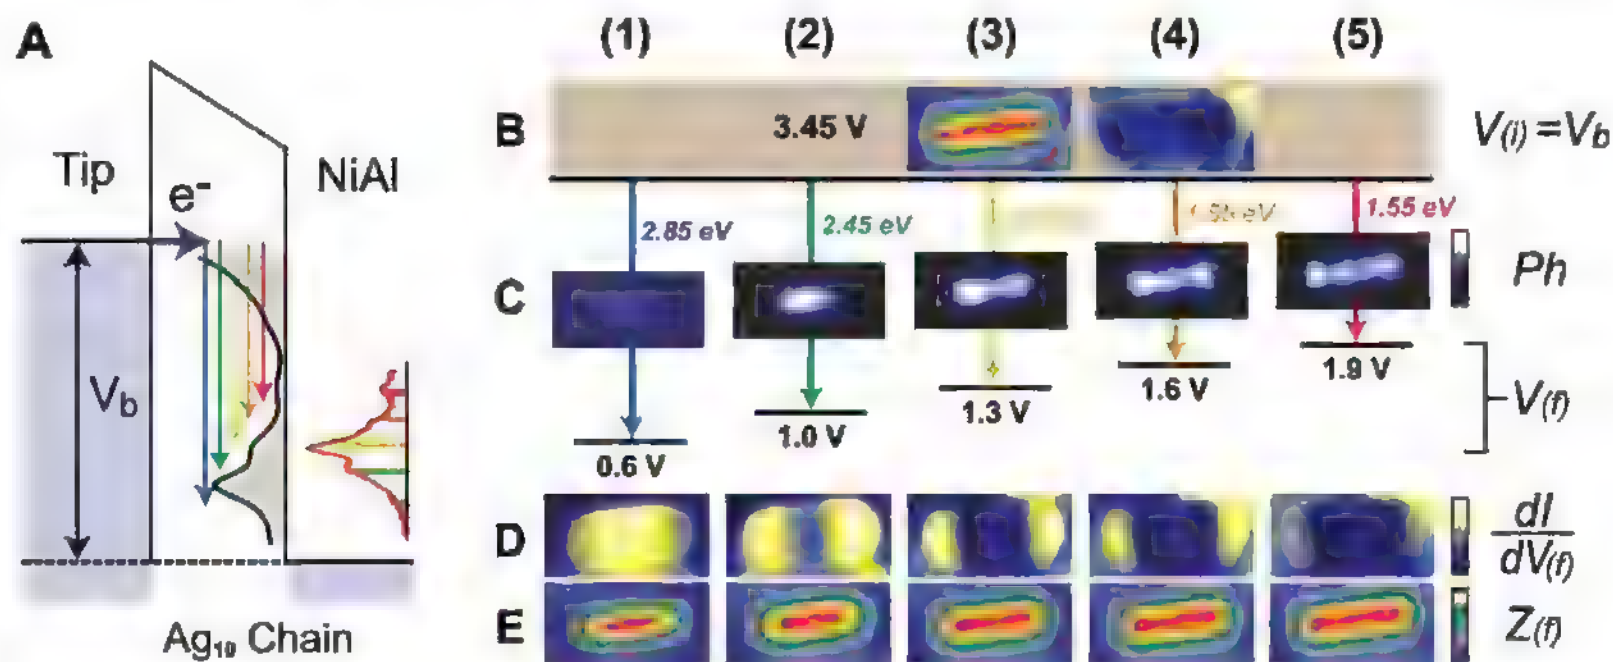 A
(1) (2) (3) (4) (5)
B
3.45 V
V(i) = Vb
Tip
NiAl
e⁻
2.85 eV
2.45 eV
1.55 eV
C
Ph
Vb
0.6 V
1.0 V
1.3 V
1.6 V
1.9 V
V(f)
D
dI
dV(f)
E
Z(f)
Ag₁₀ Chain